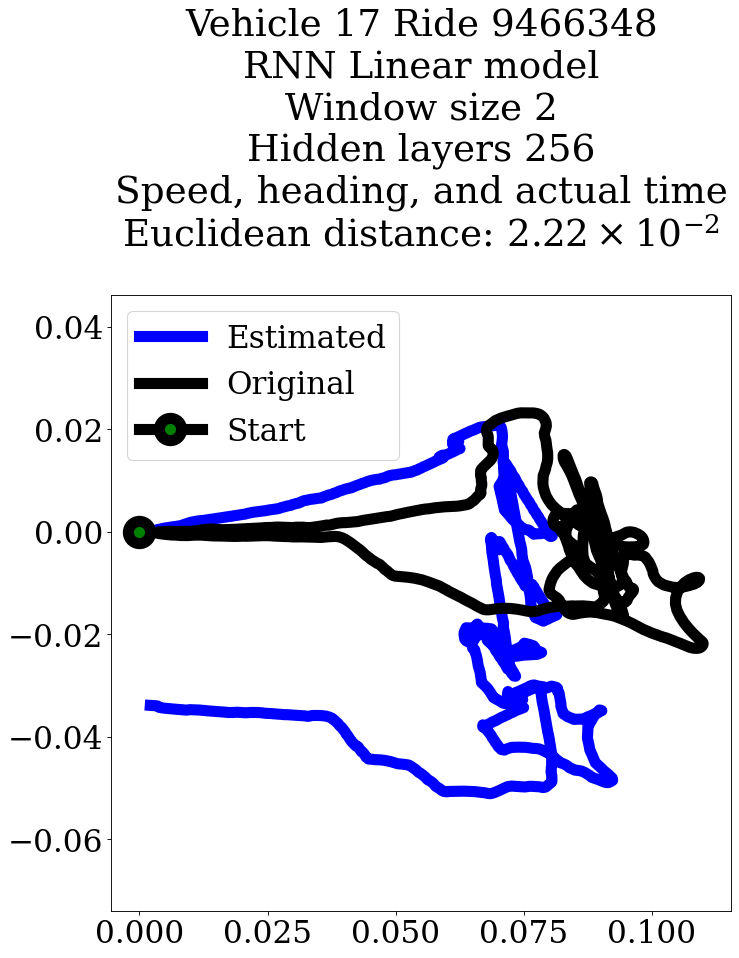 Vehicle 17 Ride 9466348
RNN Linear model
Window size 2
Hidden layers 256
Speed, heading, and actual time
Euclidean distance: 2.22 × 10⁻²
Estimated
Original
Start
0.04
0.02
0.00
−0.02
−0.04
−0.06
0.000 0.025 0.050 0.075 0.100